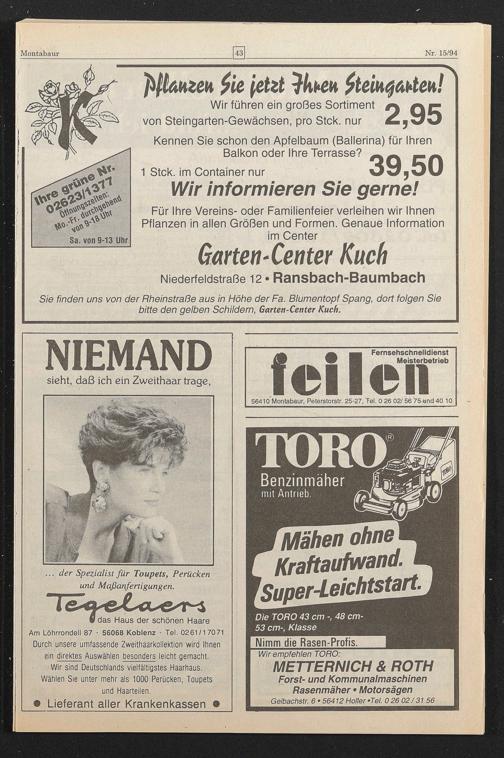 Montabaur 43 Nr. 15/94
Pflanzen Sie jetzt Ihren Steingarten!
Wir führen ein großes Sortiment
von Steingarten-Gewächsen, pro Stck. nur 2,95
Kennen Sie schon den Apfelbaum (Ballerina) für Ihren
Balkon oder Ihre Terrasse?
1 Stck. im Container nur 39,50
Wir informieren Sie gerne!
Für Ihre Vereins- oder Familienfeier verleihen wir Ihnen
Pflanzen in allen Größen und Formen. Genaue Information
im Center
Garten-Center Kuch
Niederfeldstraße 12 • Ransbach-Baumbach
Sie finden uns von der Rheinstraße aus in Höhe der Fa. Blumentopf Spang, dort folgen Sie
bitte den gelben Schildern, Garten-Center Kuch.
K
Ihre grüne Nr.
02623/1377
Öffnungszeiten:
Mo.-Fr. durchgehend
von 9-18 Uhr
Sa. von 9-13 Uhr
NIEMAND
sieht, daß ich ein Zweithaar trage,
... der Spezialist für Toupets, Perücken
und Maßanfertigungen.
Tegelaers
das Haus der schönen Haare
Am Löhrrondell 87 · 56068 Koblenz · Tel. 0261/17071
Durch unsere umfassende Zweithaarkollektion wird Ihnen
ein direktes Auswählen besonders leicht gemacht.
Wir sind Deutschlands vielfältigstes Haarhaus.
Wählen Sie unter mehr als 1000 Perücken, Toupets
und Haarteilen.
• Lieferant aller Krankenkassen •
Fernsehschnelldienst
Meisterbetrieb
feilen
56410 Montabaur, Peterstorstr. 25-27, Tel. 0 26 02/ 56 75 und 40 10
TORO®
Benzinmäher
mit Antrieb.
Mähen ohne
Kraftaufwand.
Super-Leichtstart.
Die TORO 43 cm -, 48 cm-
53 cm-, Klasse
Nimm die Rasen-Profis.
Wir empfehlen TORO:
METTERNICH & ROTH
Forst- und Kommunalmaschinen
Rasenmäher • Motorsägen
Gelbachstr. 6 • 56412 Holler •Tel. 0 26 02 / 31 56